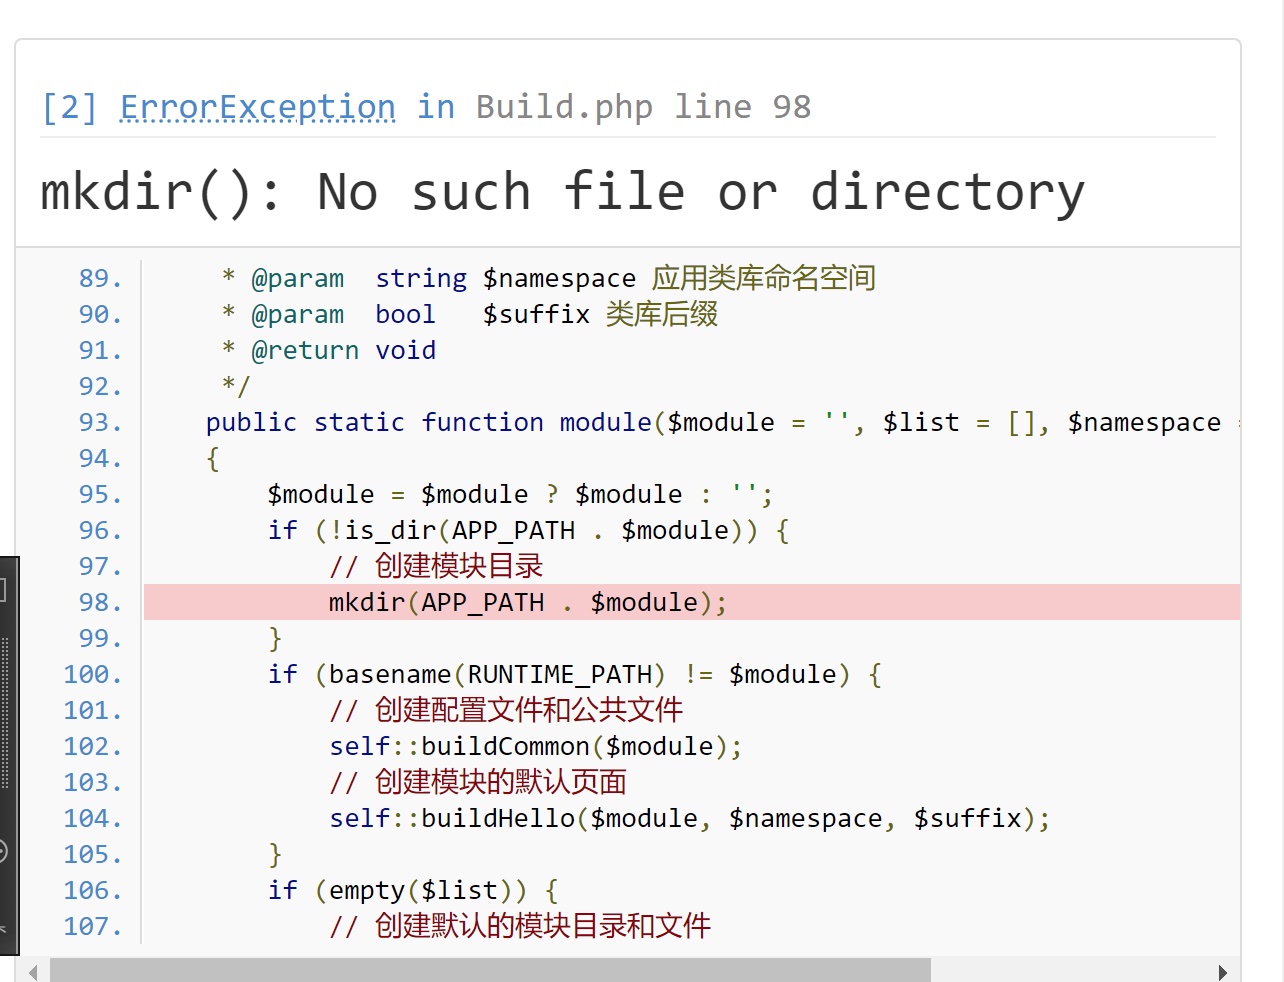 [2] ErrorException in Build.php line 98
mkdir(): No such file or directory
89. * @param string $namespace 应用类库命名空间
90. * @param bool $suffix 类库后缀
91. * @return void
92. */
93. public static function module($module = '', $list = [], $namespace =
94. {
95. $module = $module ? $module : '';
96. if (!is_dir(APP_PATH . $module)) {
97. // 创建模块目录
98. mkdir(APP_PATH . $module);
99. }
100. if (basename(RUNTIME_PATH) != $module) {
101. // 创建配置文件和公共文件
102. self::buildCommon($module);
103. // 创建模块的默认页面
104. self::buildHello($module, $namespace, $suffix);
105. }
106. if (empty($list)) {
107. // 创建默认的模块目录和文件